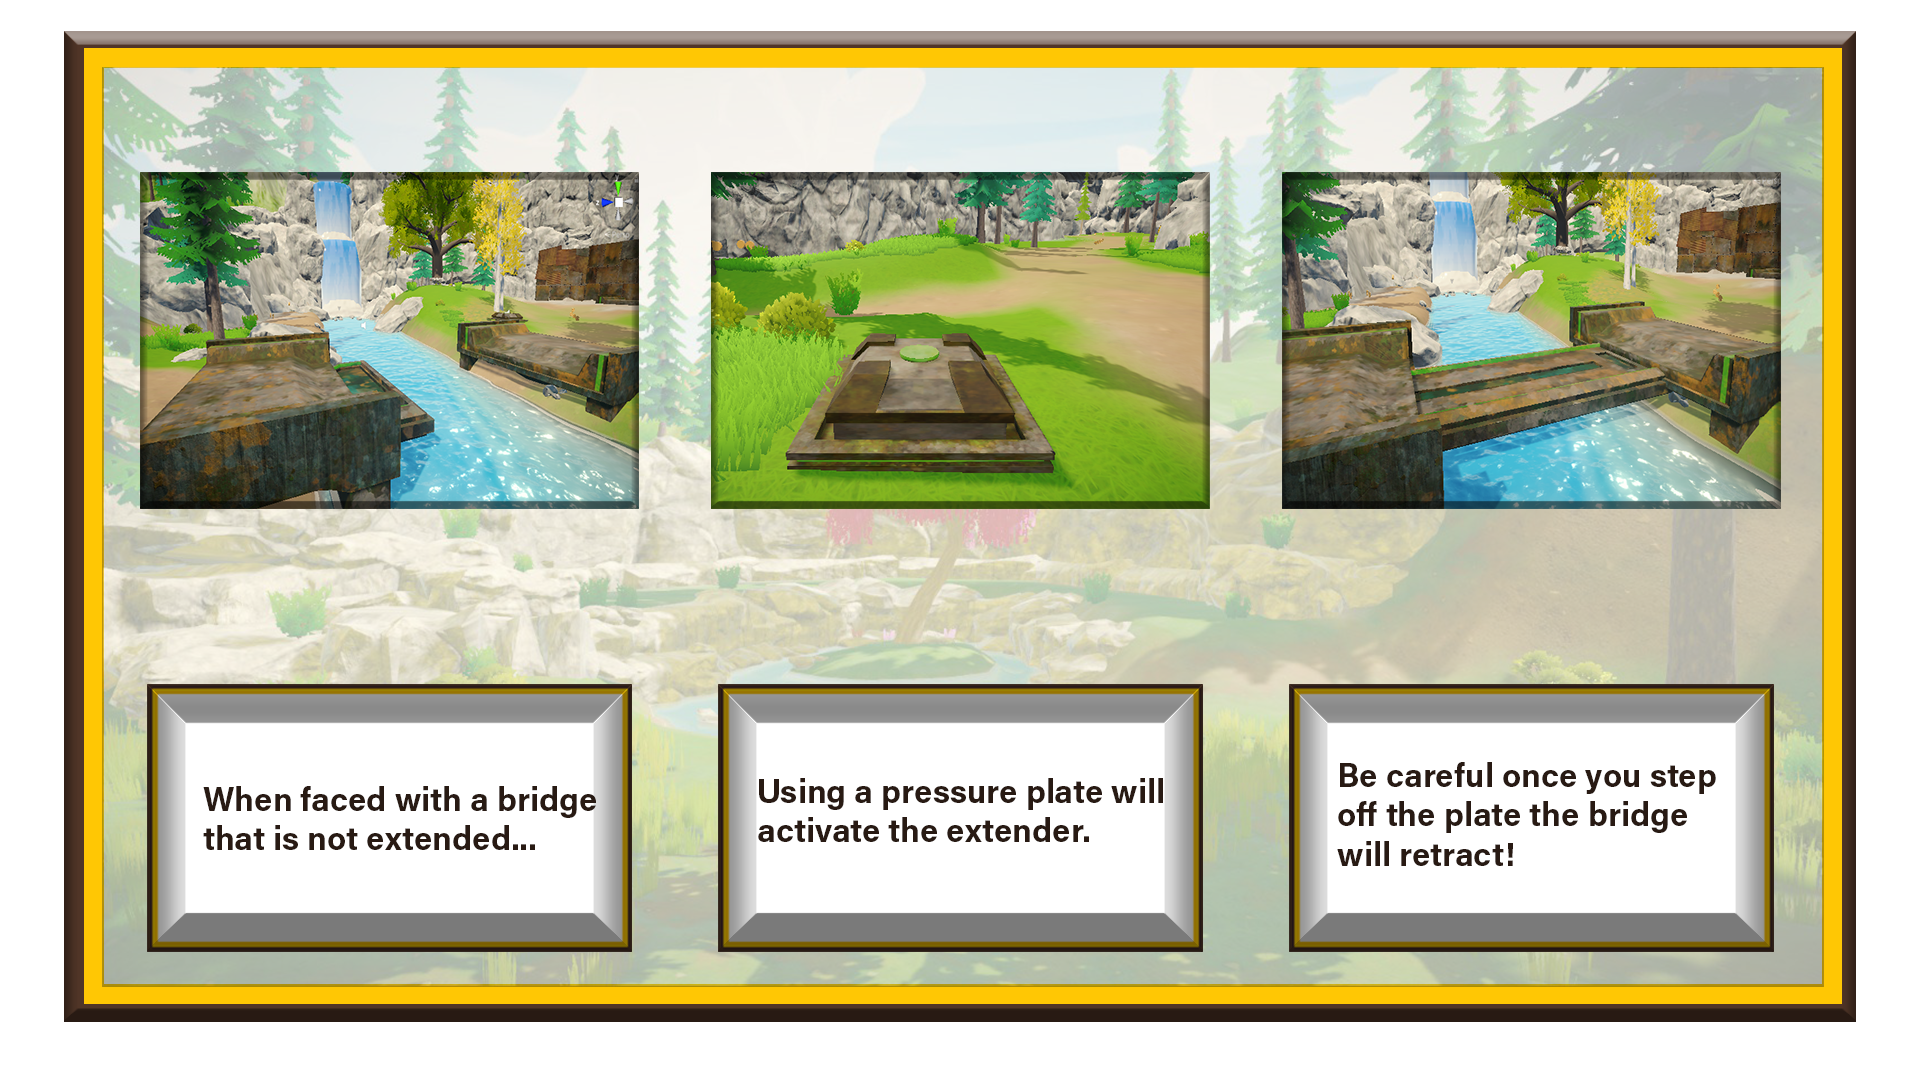 When faced with a bridge
that is not extended...
Using a pressure plate will
activate the extender.
Be careful once you step
off the plate the bridge
will retract!